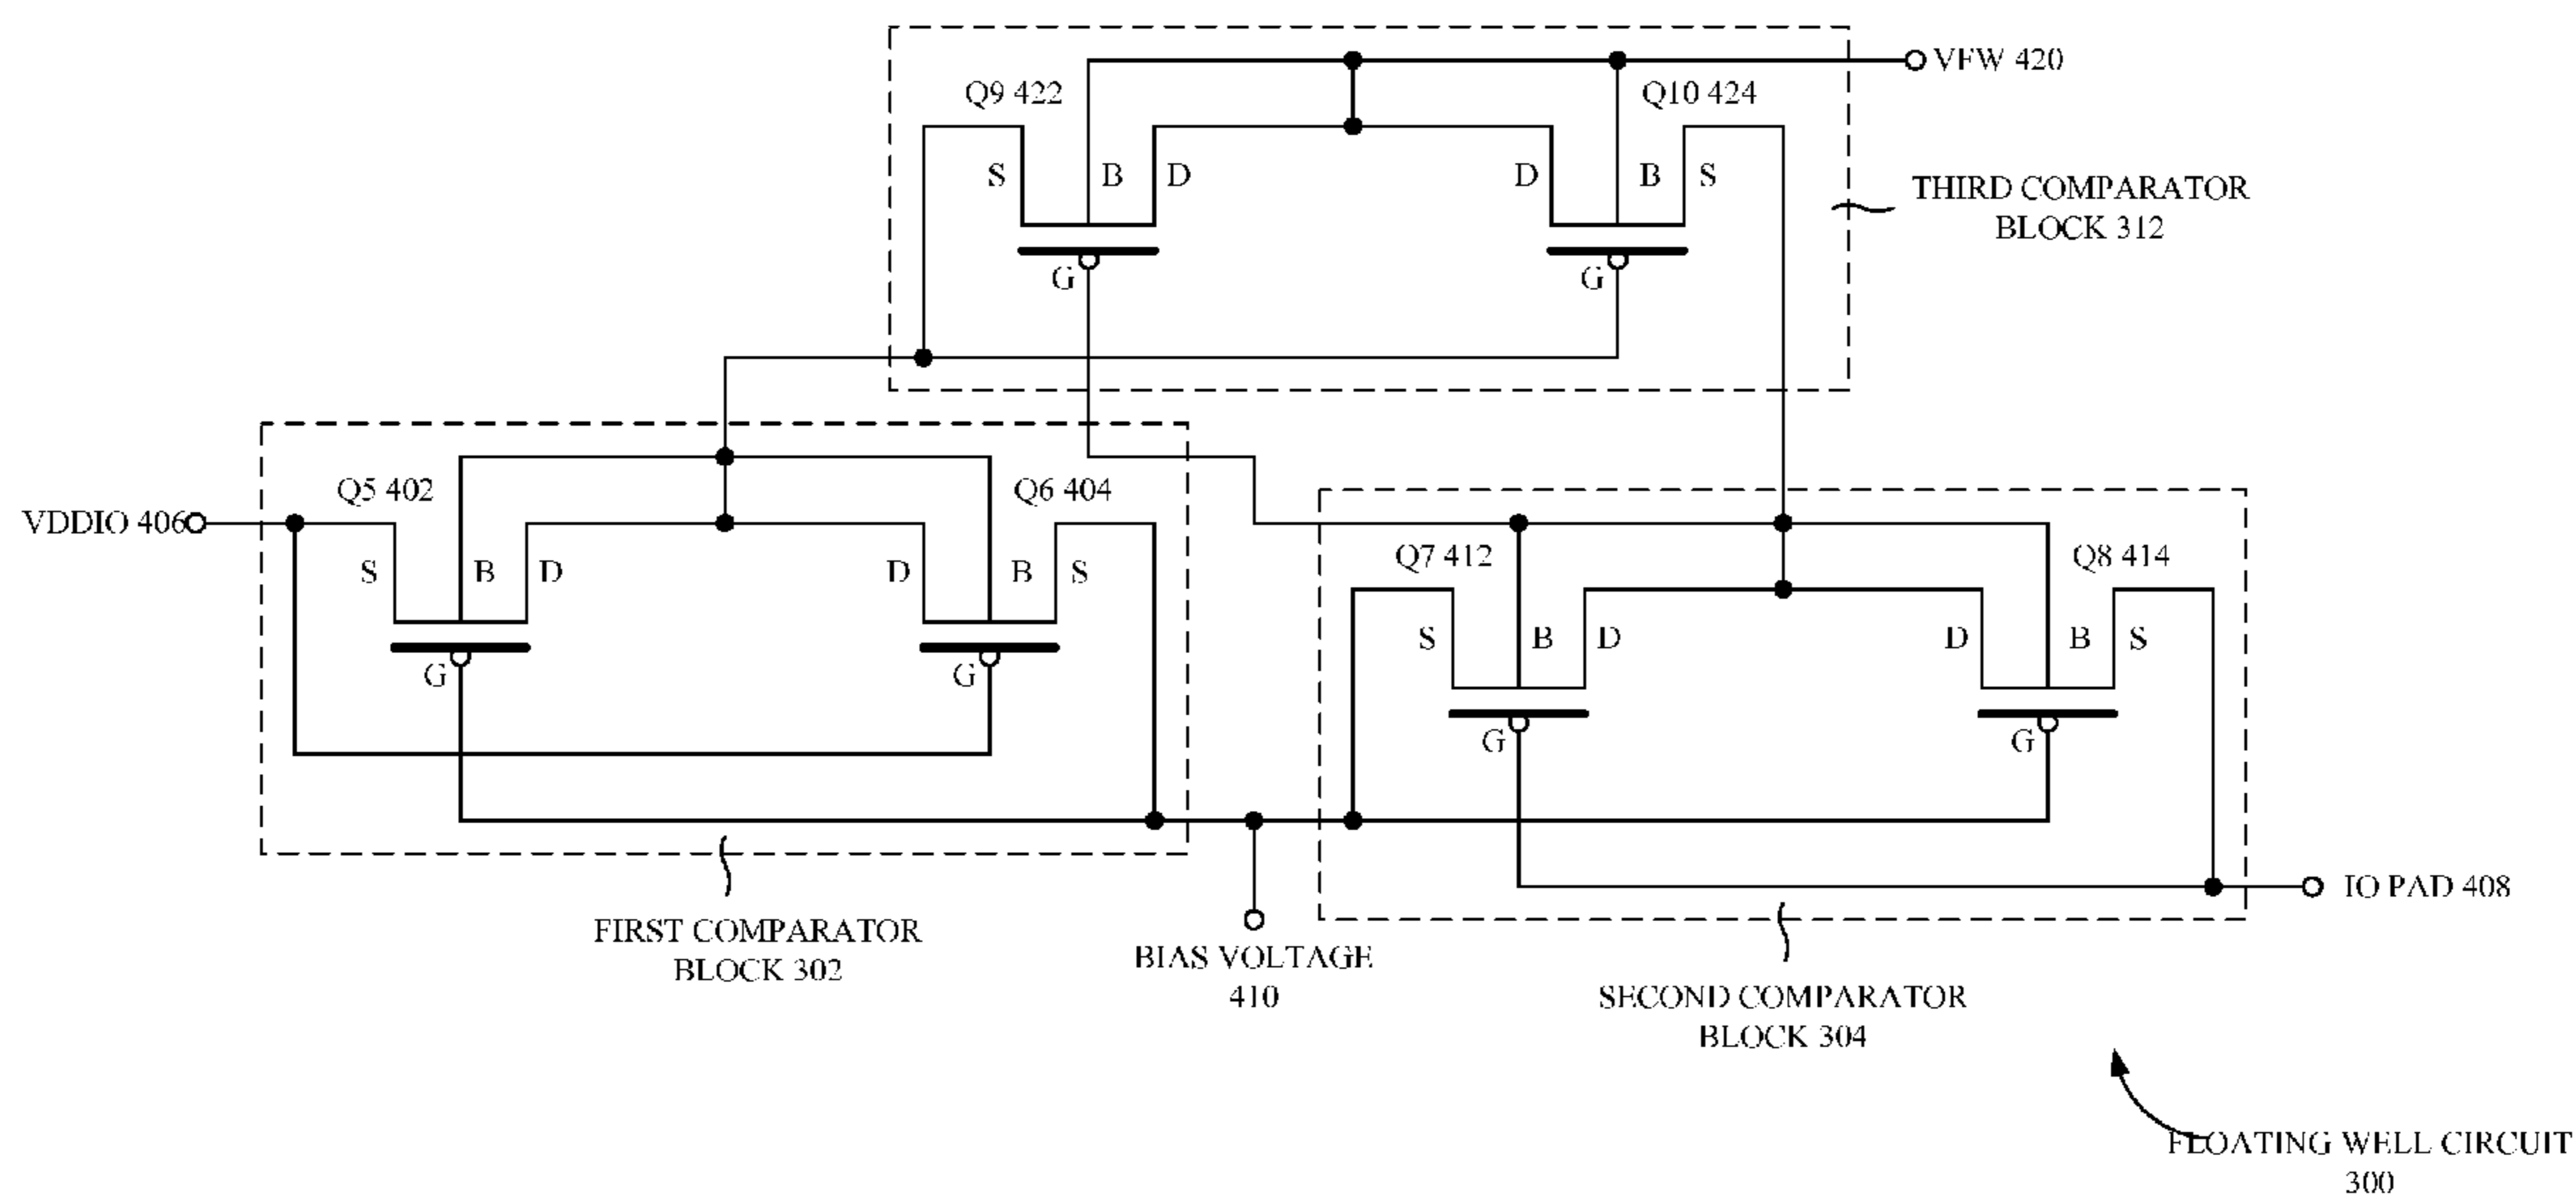 VFW 420
Q9 422
Q10 424
S B D
D B S
G
G
THIRD COMPARATOR
BLOCK 312
Q5 402
Q6 404
VDDIO 406
S B D
D B S
G
G
Q7 412
Q8 414
S B D
D B S
G
G
IO PAD 408
FIRST COMPARATOR
BLOCK 302
BIAS VOLTAGE
410
SECOND COMPARATOR
BLOCK 304
FLOATING WELL CIRCUIT
300